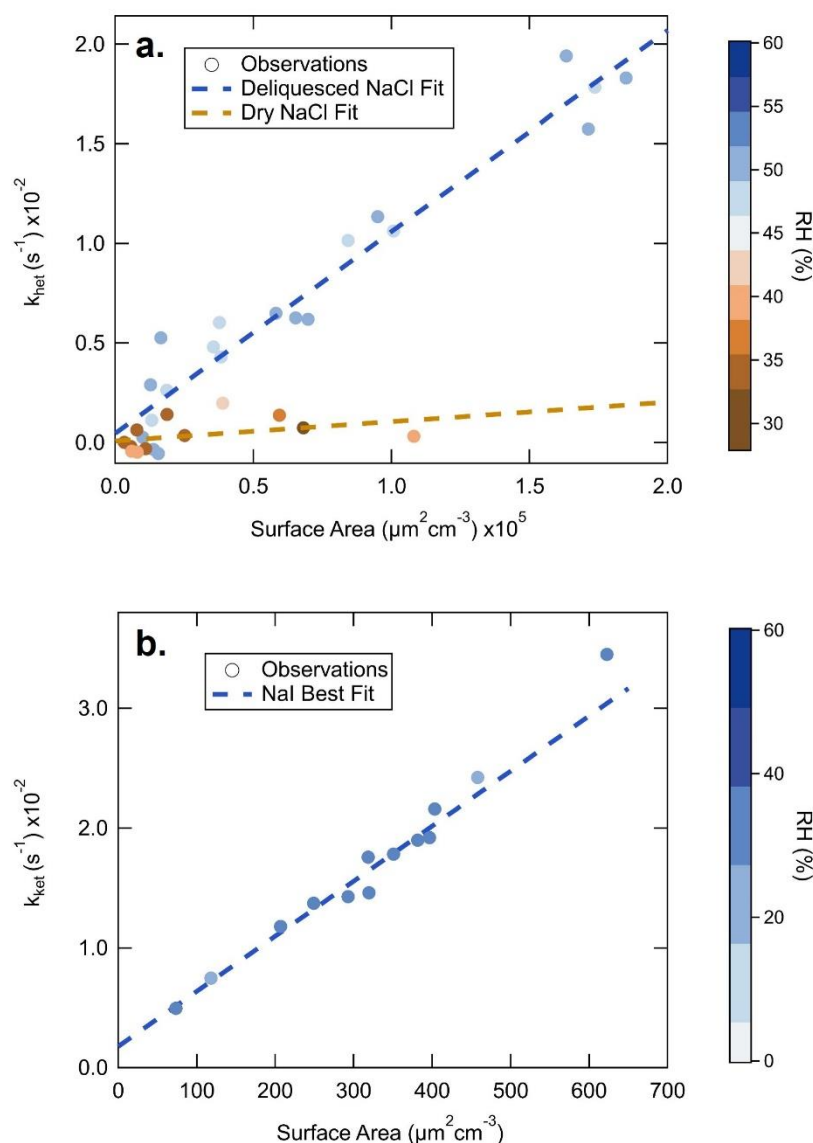 a.
Observations
Deliquesced NaCl Fit
Dry NaCl Fit
2.0
1.5
1.0
0.5
0.0
k_het (s⁻¹) x10⁻²
0.0
0.5
1.0
1.5
2.0
Surface Area (µm²cm⁻³) x10⁵
60
55
50
45
40
35
30
RH (%)
b.
Observations
NaI Best Fit
3.0
2.0
1.0
0.0
k_ket (s⁻¹) x10⁻²
0
100
200
300
400
500
600
700
Surface Area (µm²cm⁻³)
60
40
20
0
RH (%)